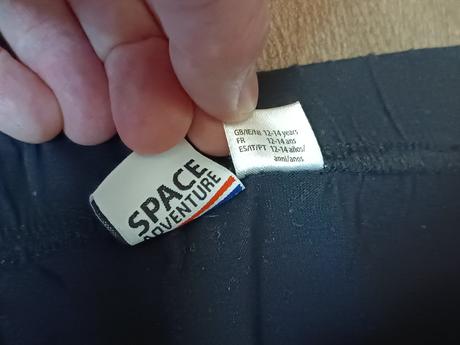 SPACE
ADVENTURE
GB/IE/NI 12-14 years
FR 12-14 ans
ES/IT/PT 12-14 años/
anni/anos